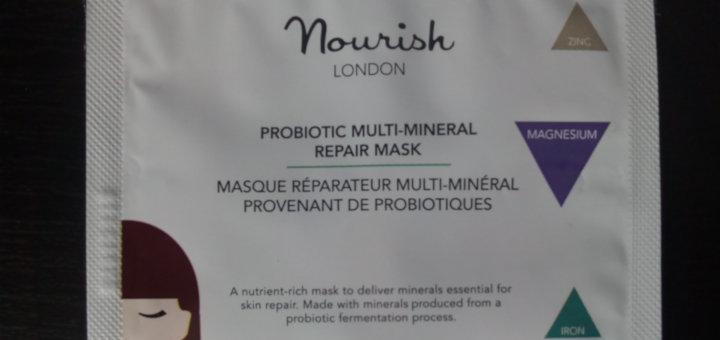 Nourish
LONDON
ZINC
PROBIOTIC MULTI-MINERAL
REPAIR MASK
MAGNESIUM
MASQUE RÉPARATEUR MULTI-MINÉRAL
PROVENANT DE PROBIOTIQUES
A nutrient-rich mask to deliver minerals essential for
skin repair. Made with minerals produced from a
probiotic fermentation process.
IRON